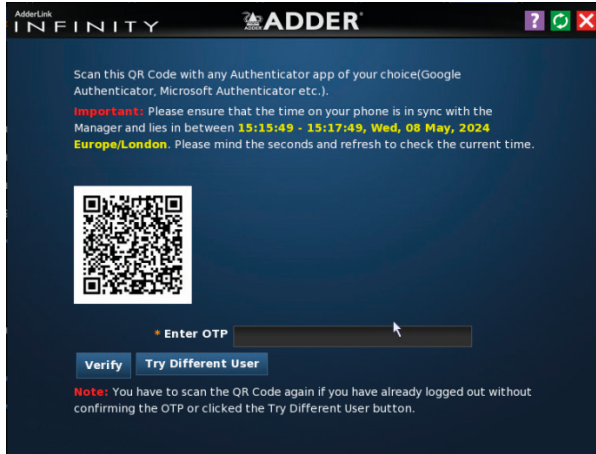 AdderLink
INFINITY
ADDER
ADDER
?
Scan this QR Code with any Authenticator app of your choice(Google
Authenticator, Microsoft Authenticator etc.).
Important: Please ensure that the time on your phone is in sync with the
Manager and lies in between 15:15:49 - 15:17:49, Wed, 08 May, 2024
Europe/London. Please mind the seconds and refresh to check the current time.
* Enter OTP
Verify Try Different User
Note: You have to scan the QR Code again if you have already logged out without
confirming the OTP or clicked the Try Different User button.